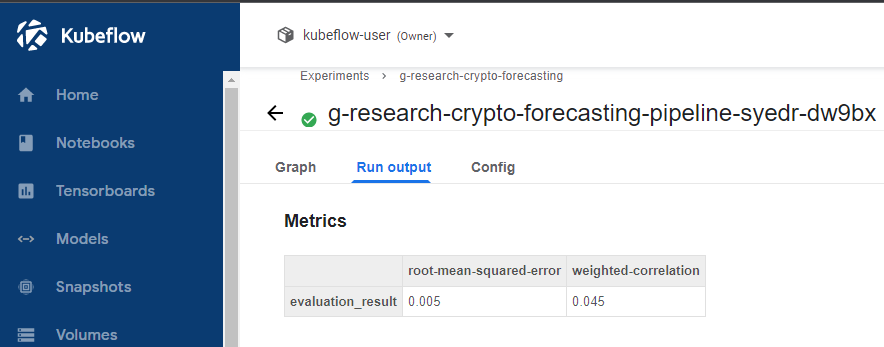 Kubeflow
kubeflow-user (Owner)
Experiments > g-research-crypto-forecasting
g-research-crypto-forecasting-pipeline-syedr-dw9bx
Home
Notebooks
Tensorboards
Models
Snapshots
Volumes
Graph Run output Config
Metrics
root-mean-squared-error weighted-correlation
evaluation_result 0.005 0.045